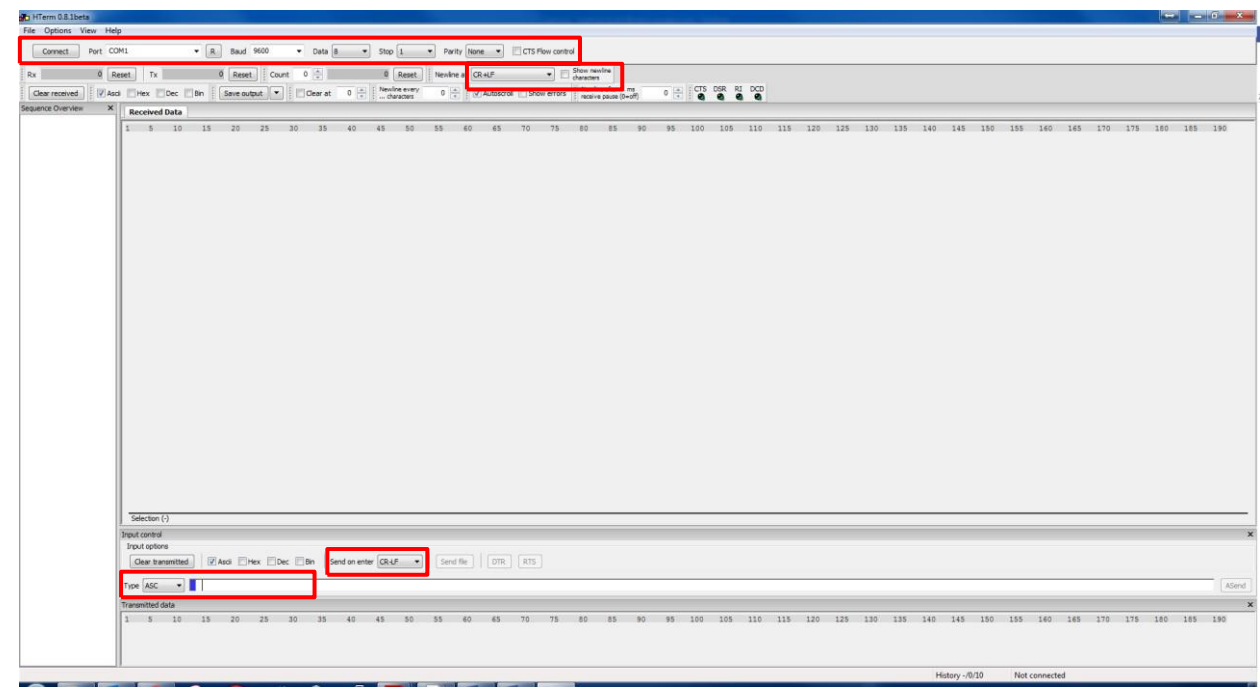 HTerm 0.8.1beta
File Options View Help
Connect Port COM1 R Baud 9600 Data 8 Stop 1 Parity None CTS Flow control
Rx 0 Reset Tx 0 Reset Count 0 0 Reset Newline a CR+LF Show newline characters
Clear received Ascii Hex Dec Bin Save output Clear at 0 Newline every ... characters 0 Autoscroll Show errors ms receive pause (0=off) 0 CTS DSR RI DCD
Sequence Overview X Received Data
1 5 10 15 20 25 30 35 40 45 50 55 60 65 70 75 80 85 90 95 100 105 110 115 120 125 130 135 140 145 150 155 160 165 170 175 180 185 190
Selection (-)
Input control x
Input options
Clear transmitted Ascii Hex Dec Bin Send on enter CR-LF Send file DTR RTS
Type ASC ASend
Transmitted data x
1 5 10 15 20 25 30 35 40 45 50 55 60 65 70 75 80 85 90 95 100 105 110 115 120 125 130 135 140 145 150 155 160 165 170 175 180 185 190
History -/0/10 Not connected